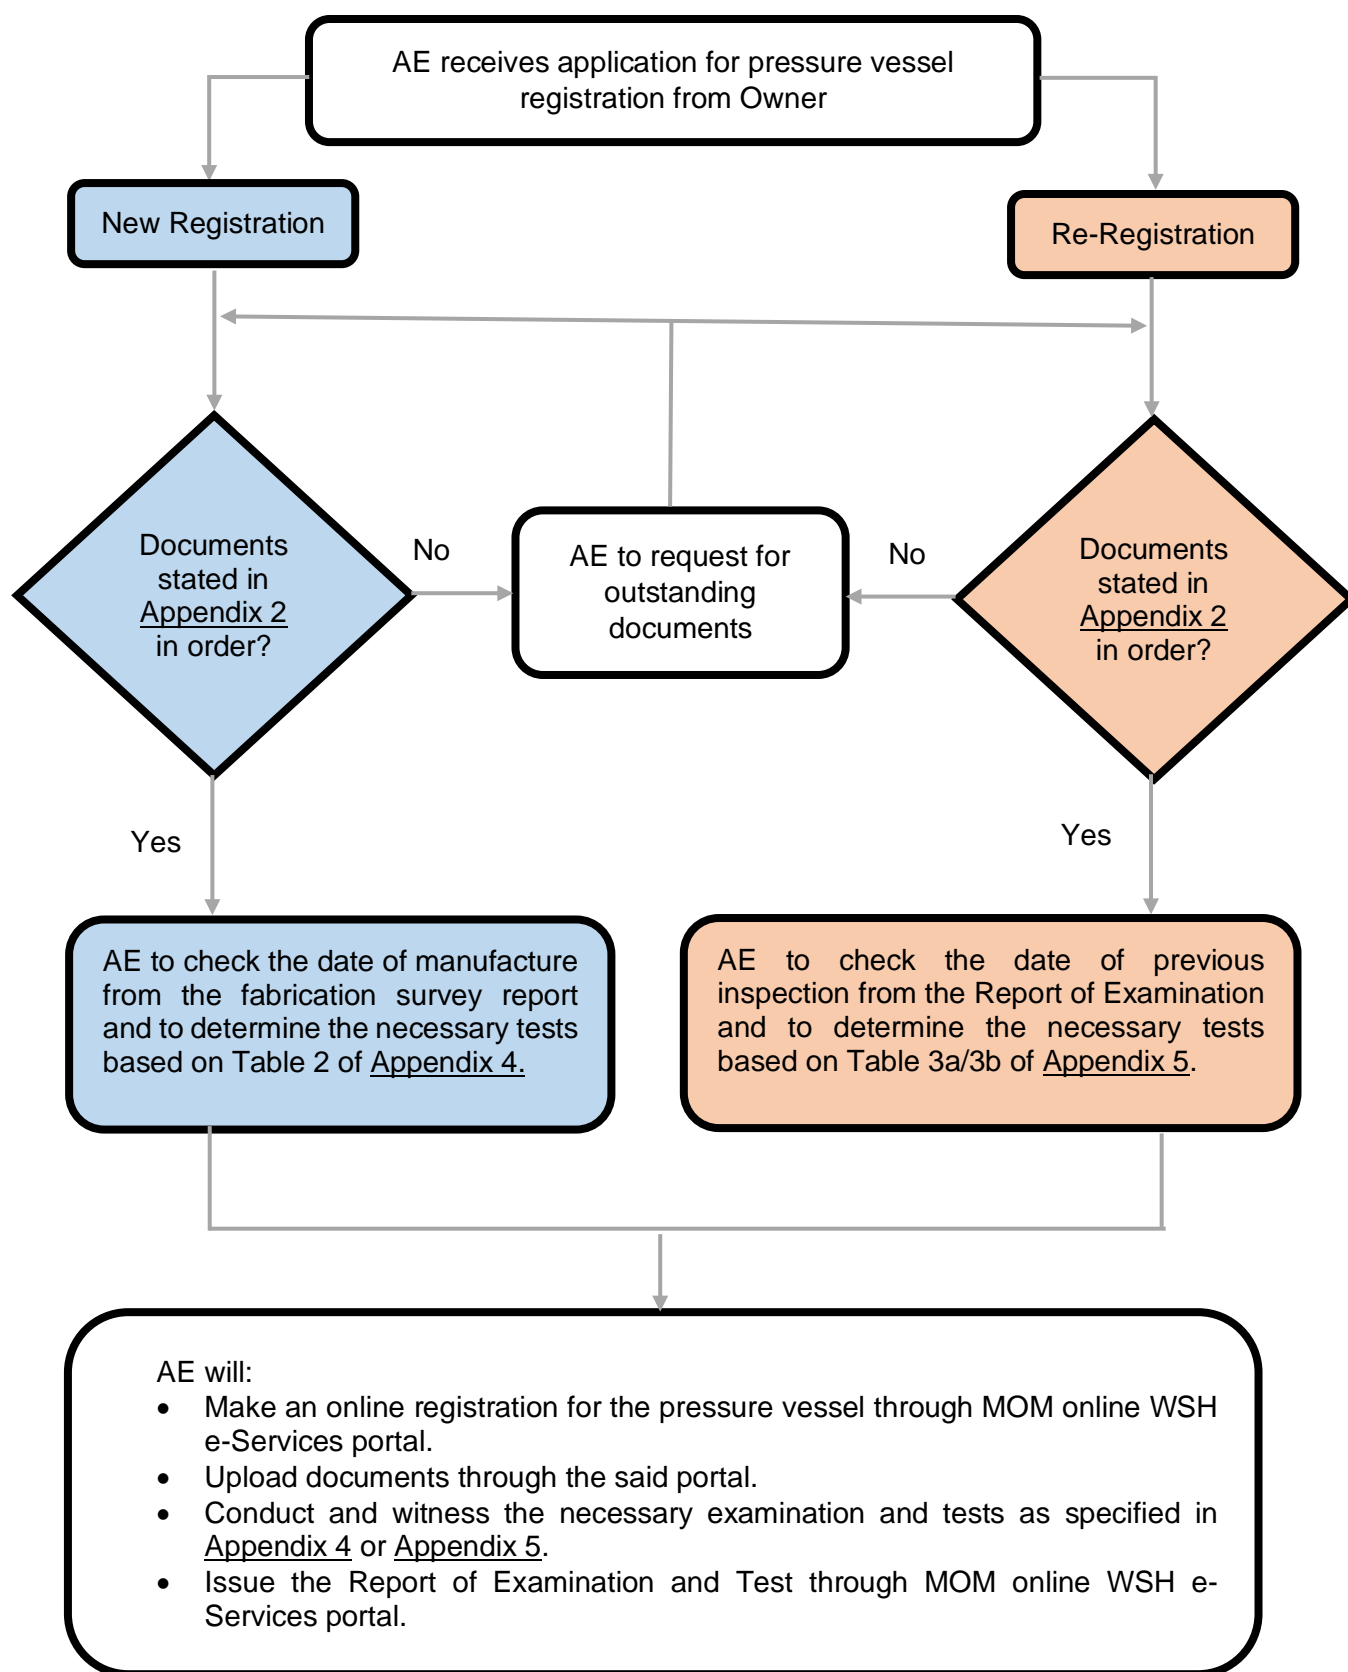 AE receives application for pressure vessel
registration from Owner
New Registration
Re-Registration
Documents
stated in
Appendix 2
in order?
No
AE to request for
outstanding
documents
No
Documents
stated in
Appendix 2
in order?
Yes
Yes
AE to check the date of manufacture
from the fabrication survey report
and to determine the necessary tests
based on Table 2 of Appendix 4.
AE to check the date of previous
inspection from the Report of Examination
and to determine the necessary tests
based on Table 3a/3b of Appendix 5.
AE will:
• Make an online registration for the pressure vessel through MOM online WSH
e-Services portal.
• Upload documents through the said portal.
• Conduct and witness the necessary examination and tests as specified in
Appendix 4 or Appendix 5.
• Issue the Report of Examination and Test through MOM online WSH e-
Services portal.